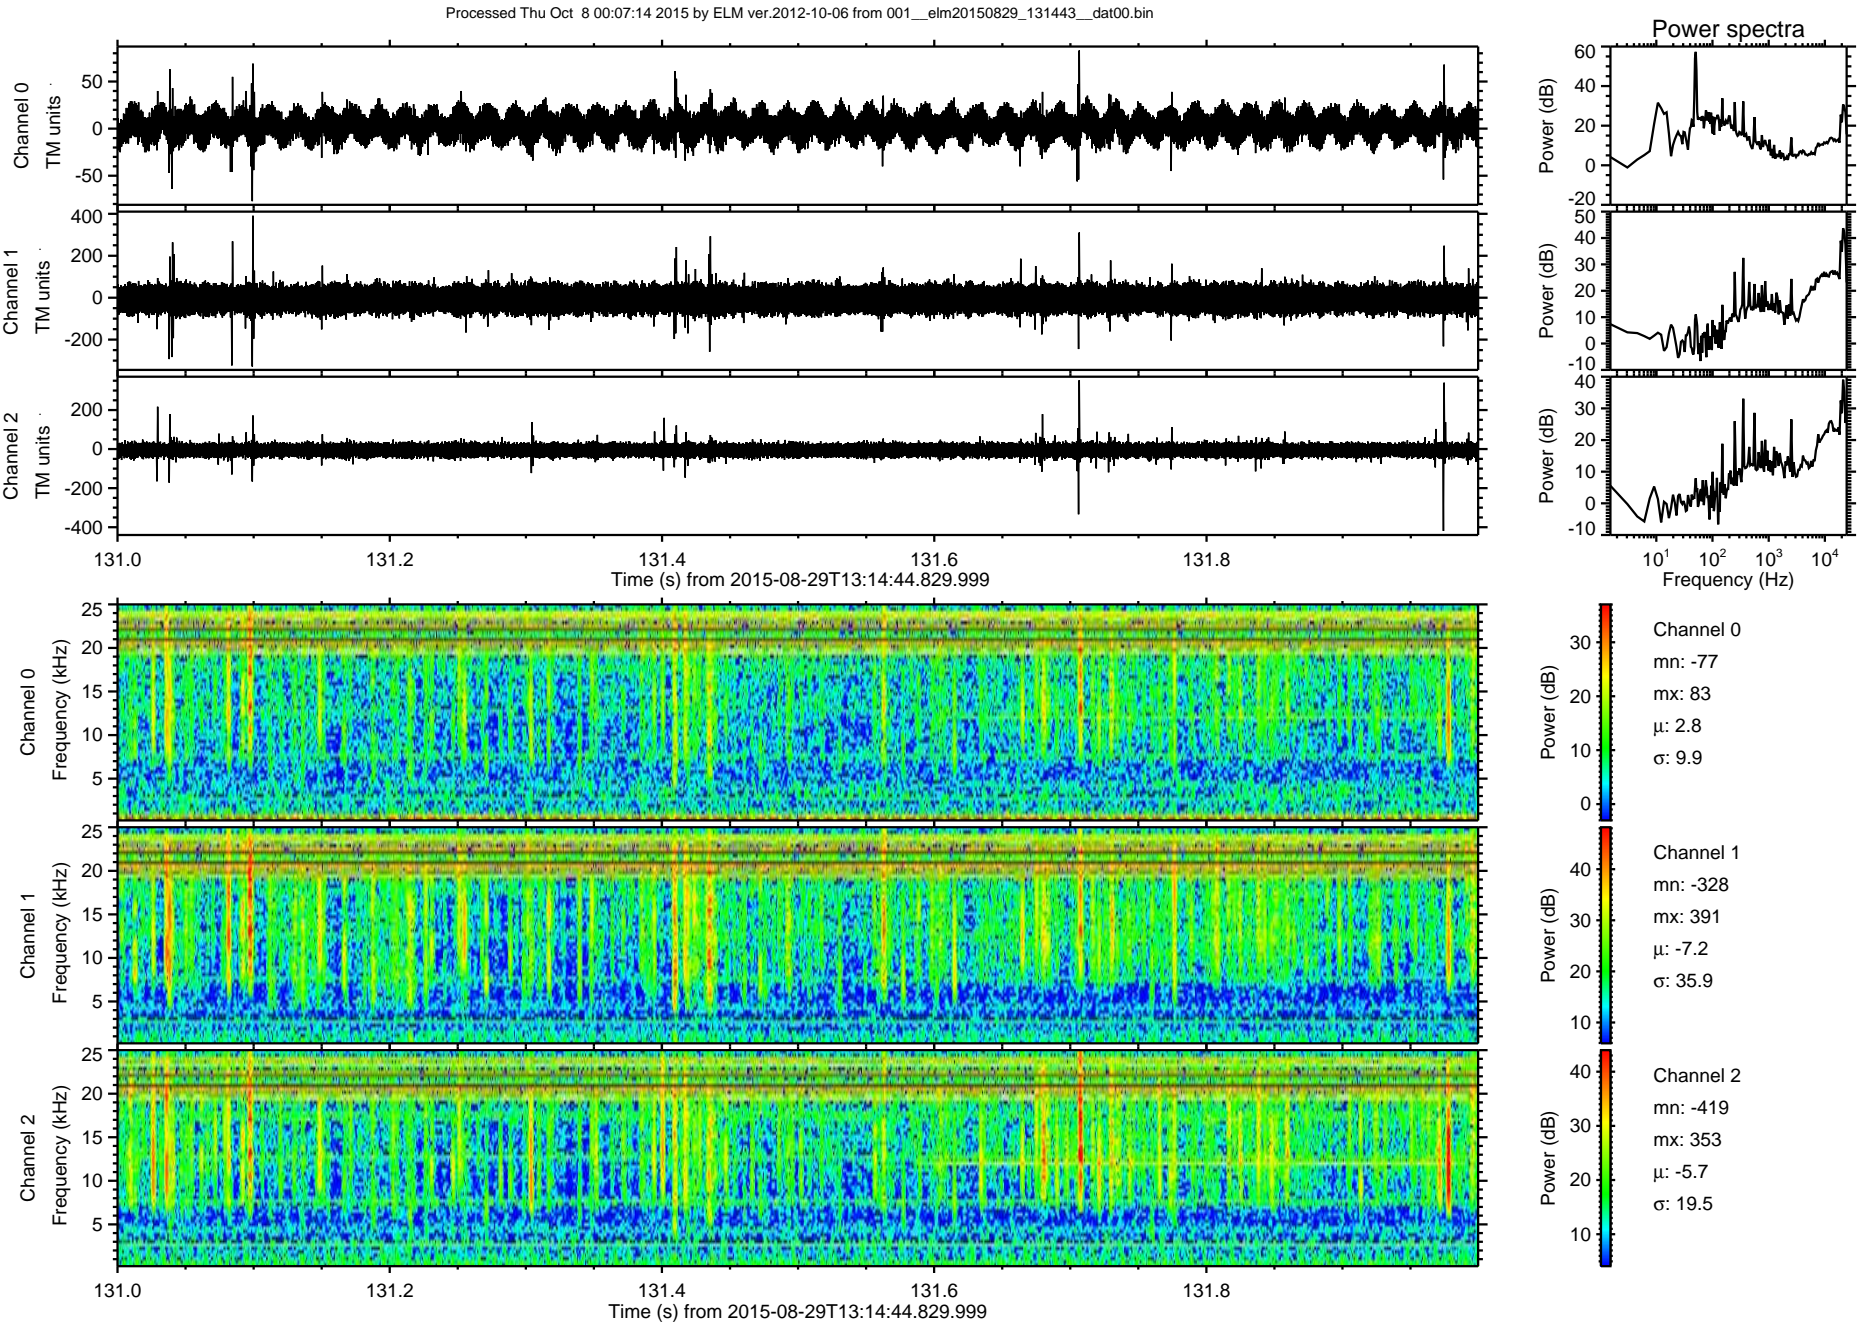 Processed Thu Oct  8 00:07:14 2015 by ELM ver.2012-10-06 from 001__elm20150829_131443__dat00.bin
Power spectra
Channel 0
TM units
50
0
-50
Power (dB)
60
40
20
0
-20
Channel 1
TM units
400
200
0
-200
Power (dB)
50
40
30
20
10
0
-10
Channel 2
TM units
200
0
-200
-400
Power (dB)
40
30
20
10
0
-10
131.0 131.2 131.4 131.6 131.8
Time (s) from 2015-08-29T13:14:44.829.999
10¹ 10² 10³ 10⁴
Frequency (Hz)
Channel 0
Frequency (kHz)
25
20
15
10
5
Power (dB)
30
20
10
0
Channel 0
mn: -77
mx: 83
μ: 2.8
σ: 9.9
Channel 1
Frequency (kHz)
25
20
15
10
5
Power (dB)
40
30
20
10
Channel 1
mn: -328
mx: 391
μ: -7.2
σ: 35.9
Channel 2
Frequency (kHz)
25
20
15
10
5
Power (dB)
40
30
20
10
Channel 2
mn: -419
mx: 353
μ: -5.7
σ: 19.5
131.0 131.2 131.4 131.6 131.8
Time (s) from 2015-08-29T13:14:44.829.999